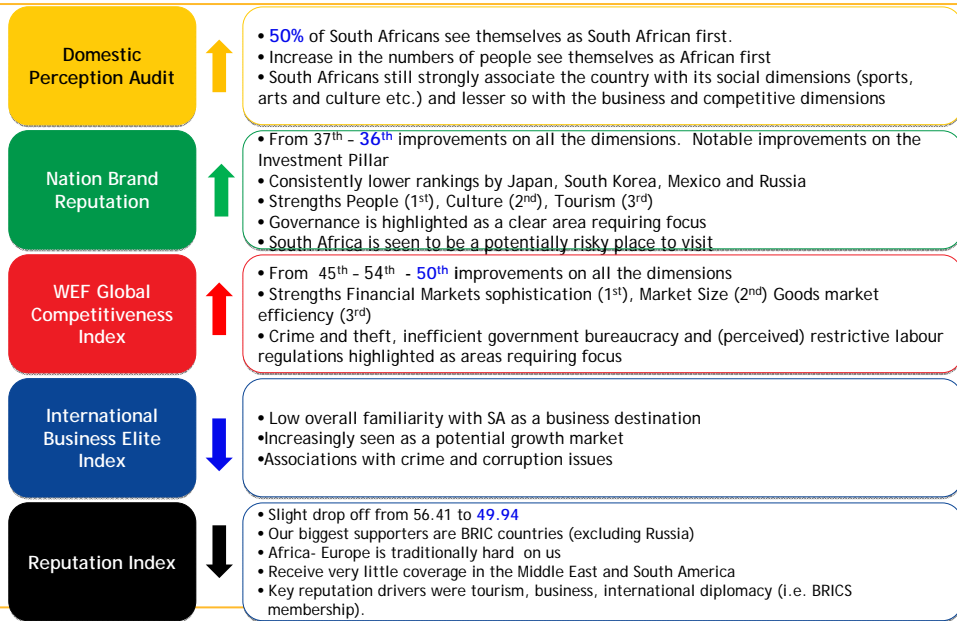 Domestic
Perception Audit
• 50% of South Africans see themselves as South African first.
• Increase in the numbers of people see themselves as African first
• South Africans still strongly associate the country with its social dimensions (sports,
arts and culture etc.) and lesser so with the business and competitive dimensions
Nation Brand
Reputation
• From 37th – 36th improvements on all the dimensions. Notable improvements on the
Investment Pillar
• Consistently lower rankings by Japan, South Korea, Mexico and Russia
• Strengths People (1st), Culture (2nd), Tourism (3rd)
• Governance is highlighted as a clear area requiring focus
• South Africa is seen to be a potentially risky place to visit
WEF Global
Competitiveness
Index
• From 45th – 54th - 50th improvements on all the dimensions
• Strengths Financial Markets sophistication (1st), Market Size (2nd) Goods market
efficiency (3rd)
• Crime and theft, inefficient government bureaucracy and (perceived) restrictive labour
regulations highlighted as areas requiring focus
International
Business Elite
Index
• Low overall familiarity with SA as a business destination
•Increasingly seen as a potential growth market
•Associations with crime and corruption issues
Reputation Index
• Slight drop off from 56.41 to 49.94
• Our biggest supporters are BRIC countries (excluding Russia)
• Africa- Europe is traditionally hard on us
• Receive very little coverage in the Middle East and South America
• Key reputation drivers were tourism, business, international diplomacy (i.e. BRICS
membership).